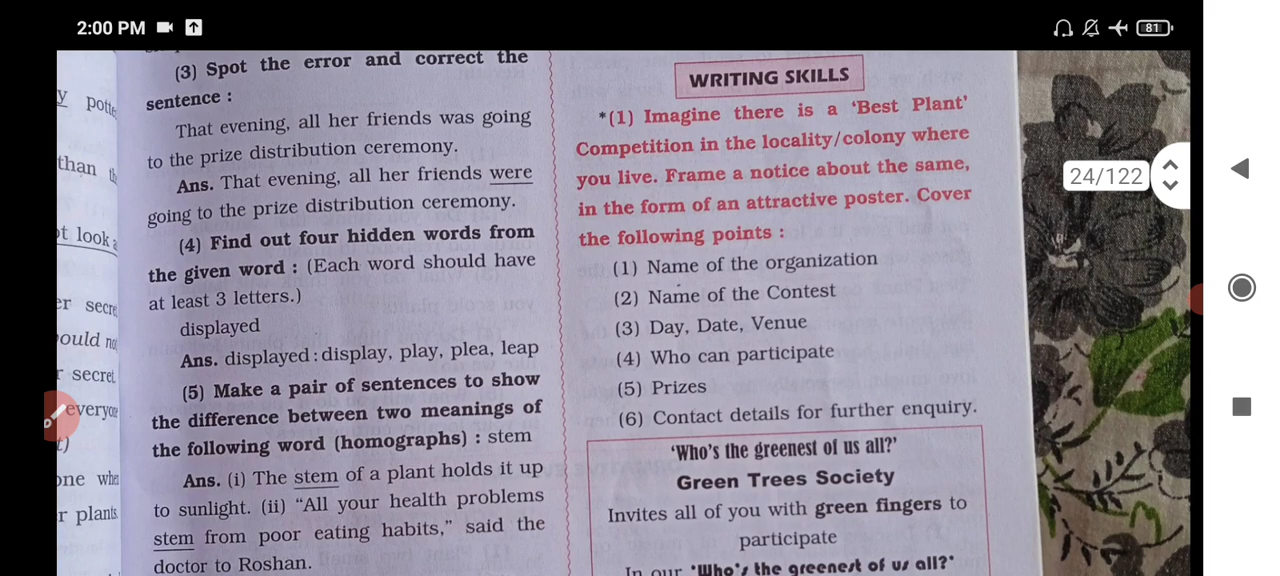 2:00 PM
81
24/122
y potte
than th
ot look a
er secre
ould no
r secret
everyon
t)
one whe
r plants
(3) Spot the error and correct the
sentence :
That evening, all her friends was going
to the prize distribution ceremony.
Ans. That evening, all her friends were
going to the prize distribution ceremony.
(4) Find out four hidden words from
the given word : (Each word should have
at least 3 letters.)
displayed
Ans. displayed : display, play, plea, leap
(5) Make a pair of sentences to show
the difference between two meanings of
the following word (homographs) : stem
Ans. (i) The stem of a plant holds it up
to sunlight. (ii) “All your health problems
stem from poor eating habits,” said the
doctor to Roshan.
WRITING SKILLS
*(1) Imagine there is a ‘Best Plant’
Competition in the locality/colony where
you live. Frame a notice about the same,
in the form of an attractive poster. Cover
the following points :
(1) Name of the organization
(2) Name of the Contest
(3) Day, Date, Venue
(4) Who can participate
(5) Prizes
(6) Contact details for further enquiry.
‘Who’s the greenest of us all?’
Green Trees Society
Invites all of you with green fingers to
participate
In our ‘Who’s the greenest of us all?’